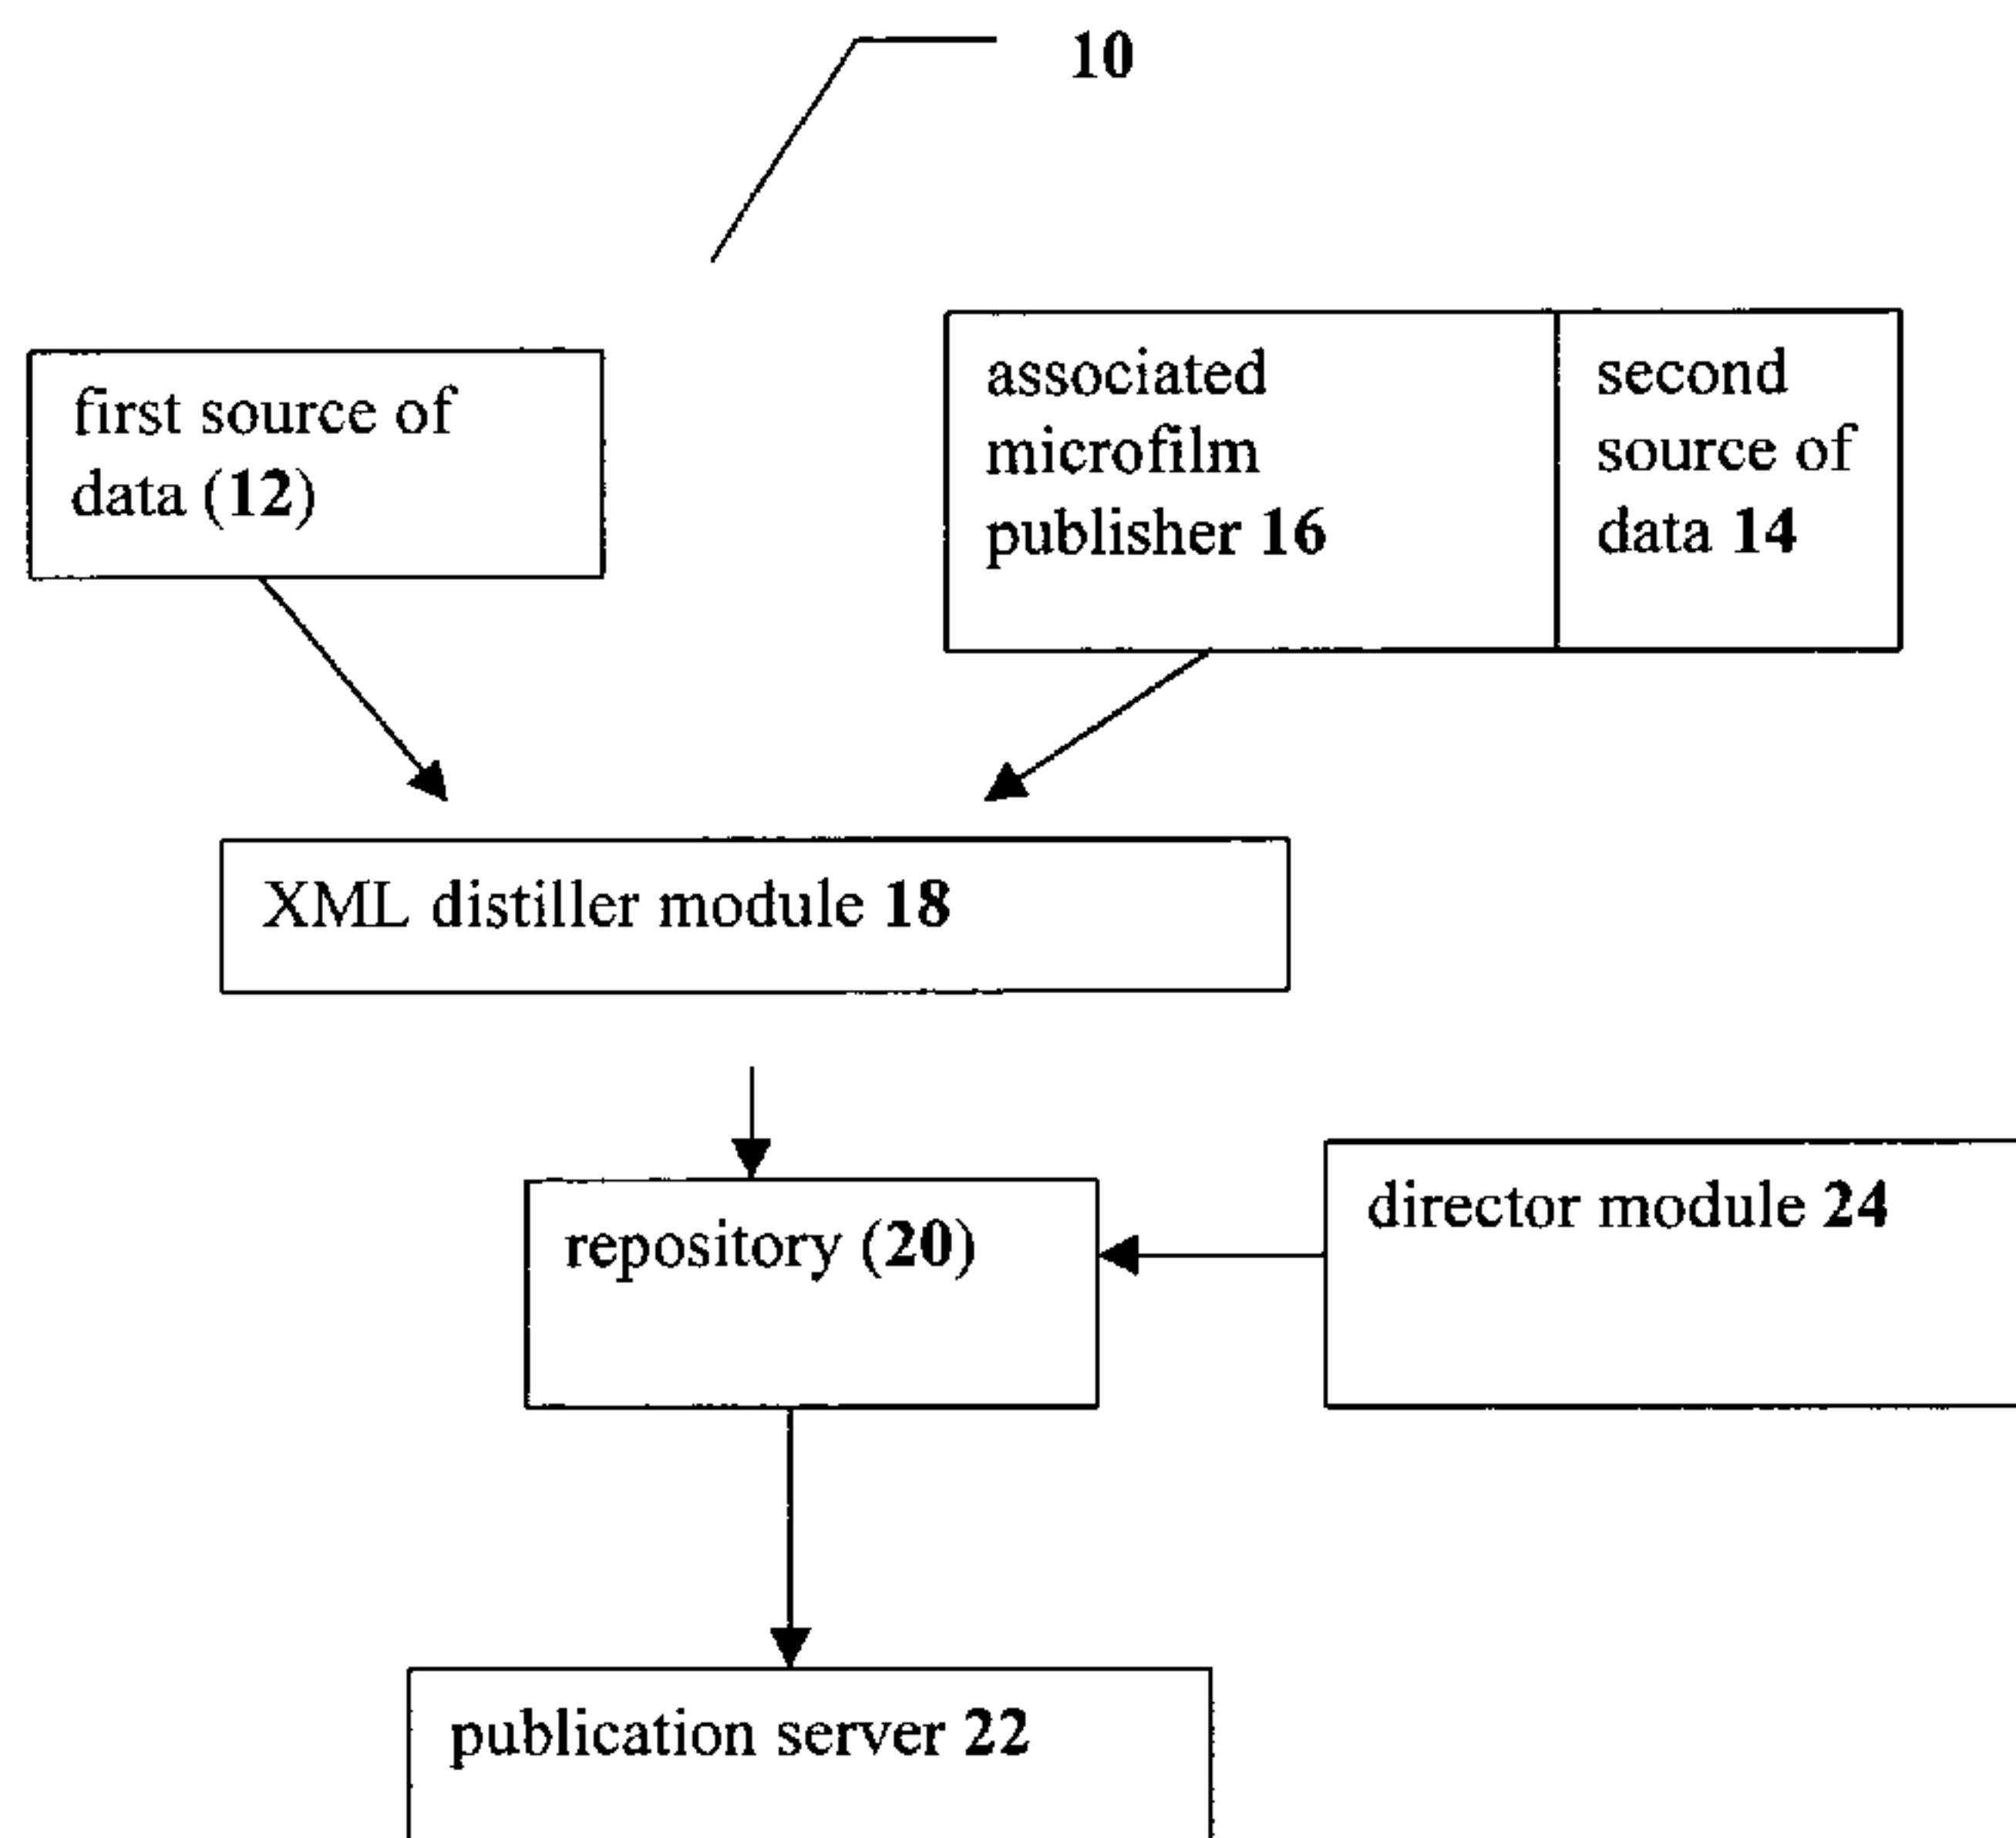 10
first source of
data (12)
associated
microfilm
publisher 16
second
source of
data 14
XML distiller module 18
repository (20)
director module 24
publication server 22